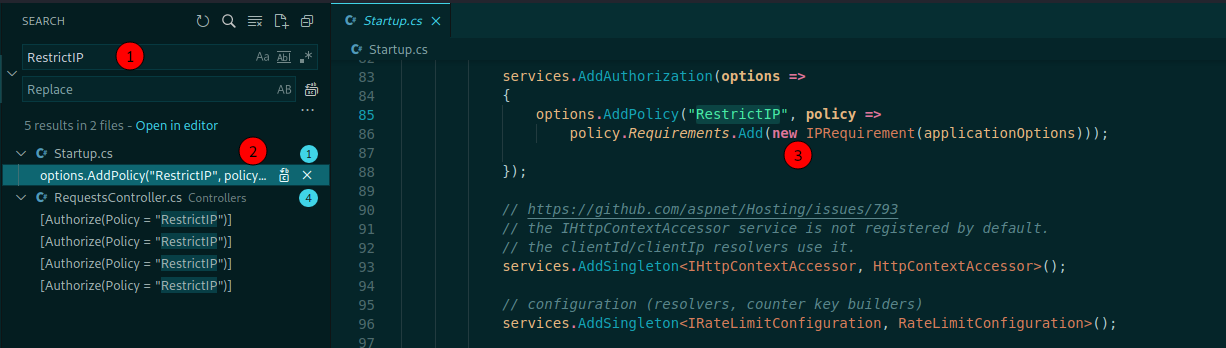 SEARCH
RestrictIP
1
Aa
Ab
.*
Replace
AB
...
5 results in 2 files - Open in editor
2
Startup.cs
1
options.AddPolicy("RestrictIP", policy...
RequestsController.cs Controllers
4
[Authorize(Policy = "RestrictIP")]
[Authorize(Policy = "RestrictIP")]
[Authorize(Policy = "RestrictIP")]
[Authorize(Policy = "RestrictIP")]
C# Startup.cs
C# Startup.cs
83 services.AddAuthorization(options =>
84 {
85 options.AddPolicy("RestrictIP", policy =>
86 policy.Requirements.Add(new IPRequirement(applicationOptions)));
3
87
88 });
89
90 // https://github.com/aspnet/Hosting/issues/793
91 // the IHttpContextAccessor service is not registered by default.
92 // the clientId/clientIp resolvers use it.
93 services.AddSingleton<IHttpContextAccessor, HttpContextAccessor>();
94
95 // configuration (resolvers, counter key builders)
96 services.AddSingleton<IRateLimitConfiguration, RateLimitConfiguration>();
97